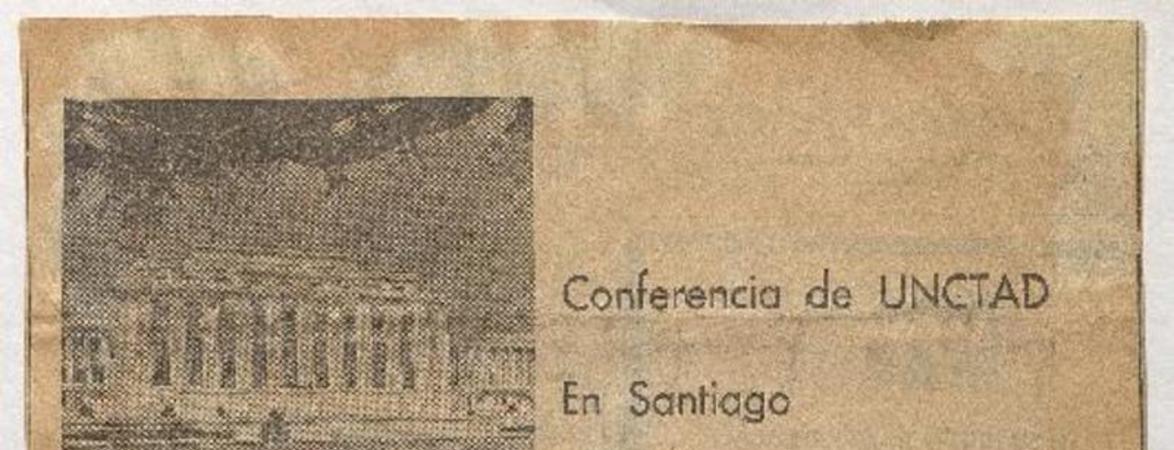 Conferencia de UNCTAD
En Santiago